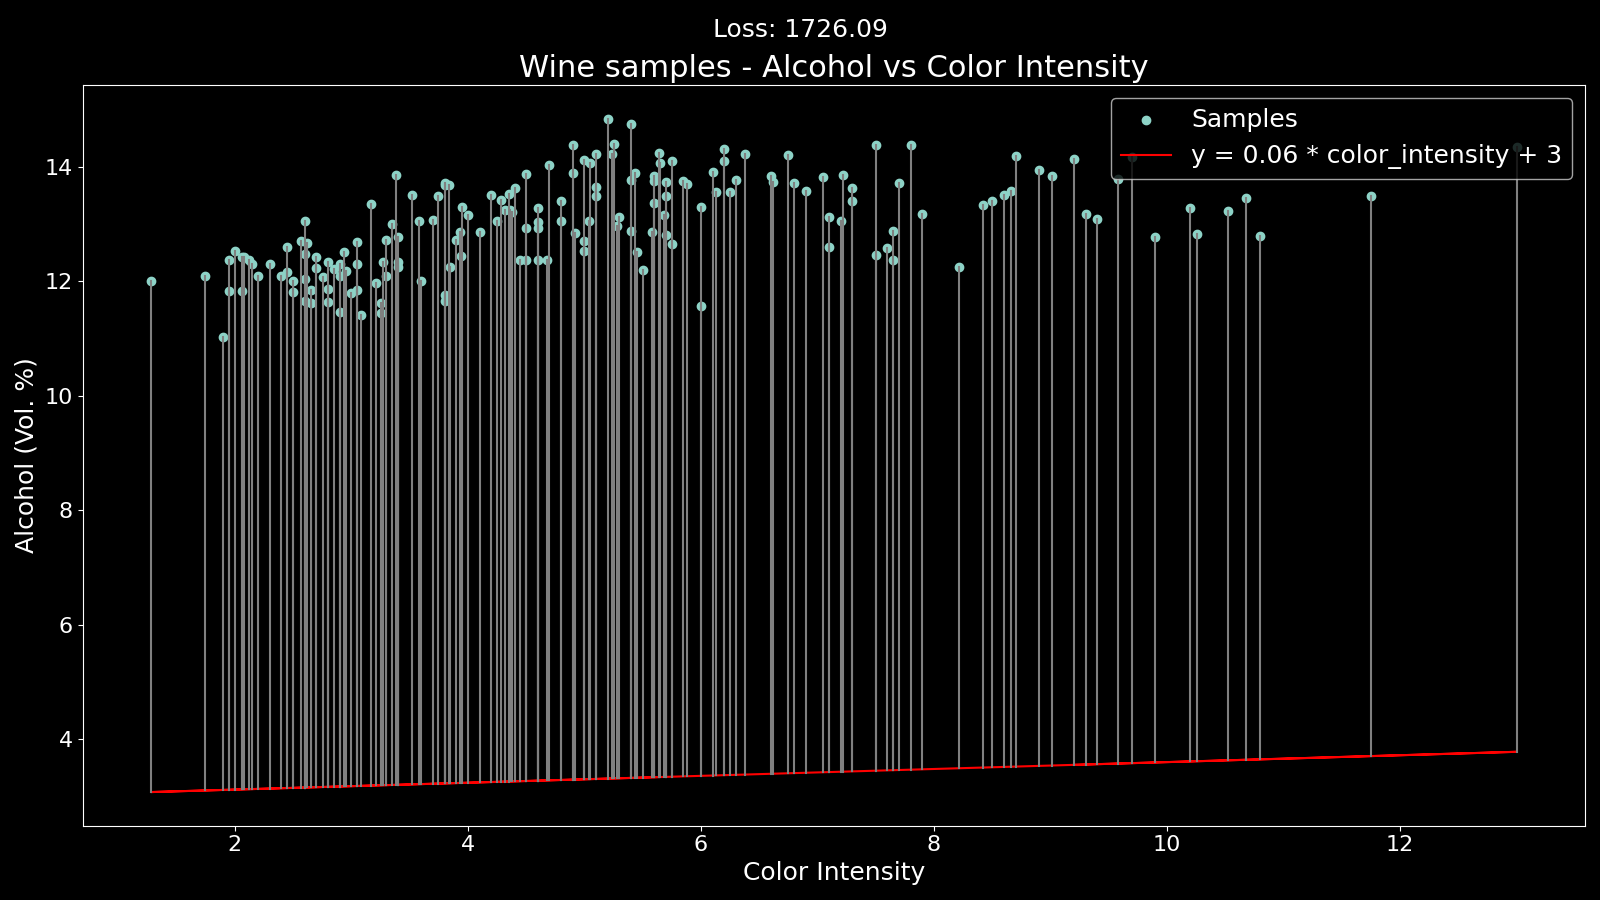 Loss: 1726.09
Wine samples - Alcohol vs Color Intensity
Samples
y = 0.06 * color_intensity + 3
14
12
10
8
6
4
Alcohol (Vol. %)
2 4 6 8 10 12
Color Intensity